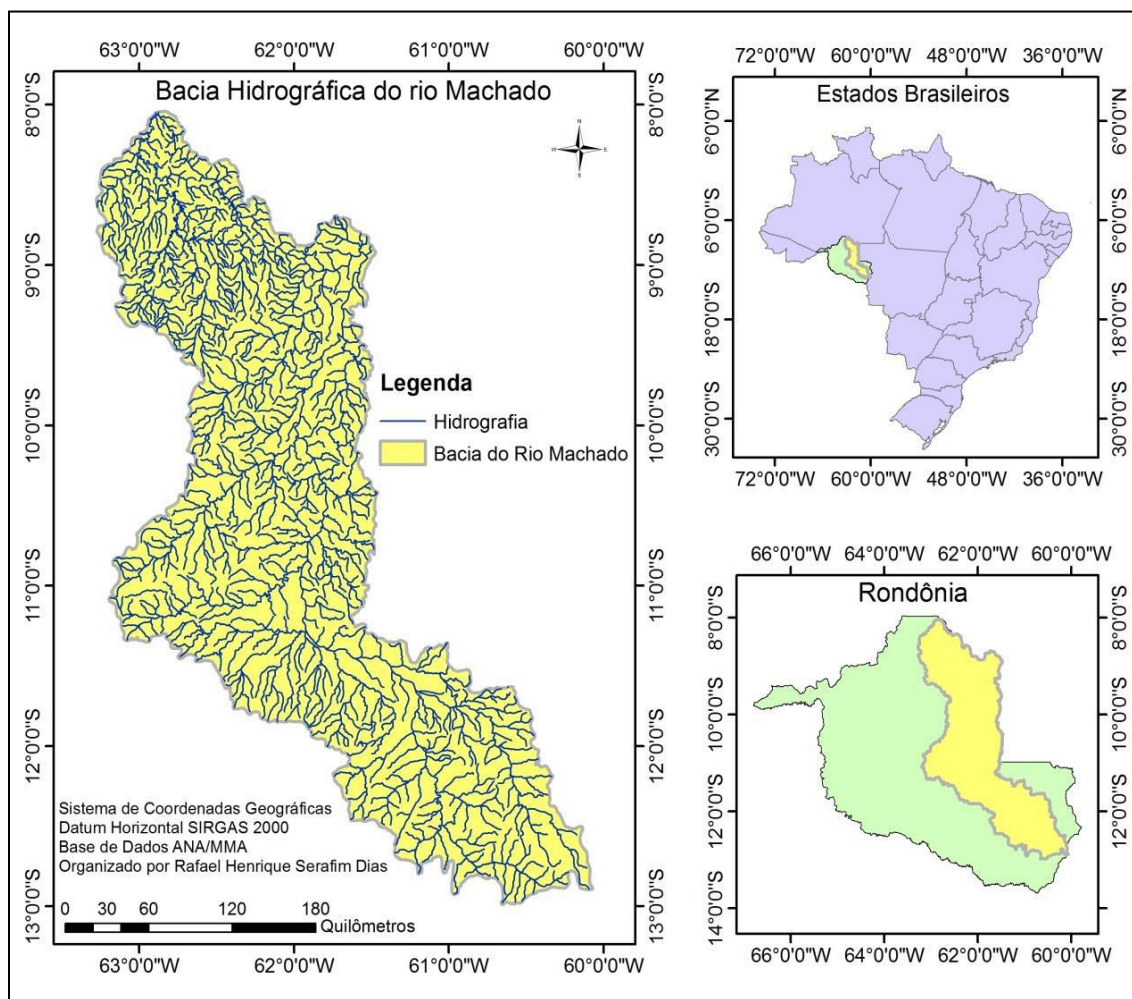 63°0'0"W 62°0'0"W 61°0'0"W 60°0'0"W
Bacia Hidrográfica do rio Machado
N
W E
S
8°0'0"S
9°0'0"S
10°0'0"S
11°0'0"S
12°0'0"S
13°0'0"S
8°0'0"S
9°0'0"S
10°0'0"S
11°0'0"S
12°0'0"S
13°0'0"S
Legenda
Hidrografia
Bacia do Rio Machado
Sistema de Coordenadas Geográficas
Datum Horizontal SIRGAS 2000
Base de Dados ANA/MMA
Organizado por Rafael Henrique Serafim Dias
0 30 60 120 180
Quilômetros
63°0'0"W 62°0'0"W 61°0'0"W 60°0'0"W
72°0'0"W 60°0'0"W 48°0'0"W 36°0'0"W
Estados Brasileiros
6°0'0"N
6°0'0"S
18°0'0"S
30°0'0"S
6°0'0"N
6°0'0"S
18°0'0"S
30°0'0"S
72°0'0"W 60°0'0"W 48°0'0"W 36°0'0"W
66°0'0"W 64°0'0"W 62°0'0"W 60°0'0"W
Rondônia
8°0'0"S
10°0'0"S
12°0'0"S
14°0'0"S
8°0'0"S
10°0'0"S
12°0'0"S
14°0'0"S
66°0'0"W 64°0'0"W 62°0'0"W 60°0'0"W